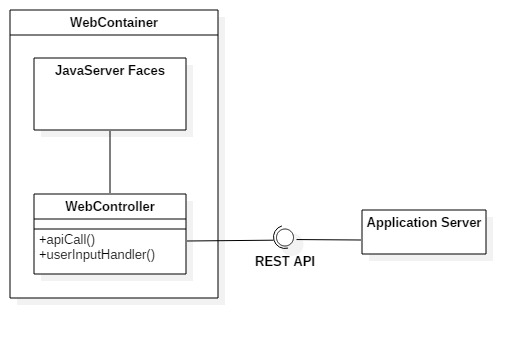 WebContainer
JavaServer Faces
WebController
+apiCall()
+userInputHandler()
REST API
Application Server